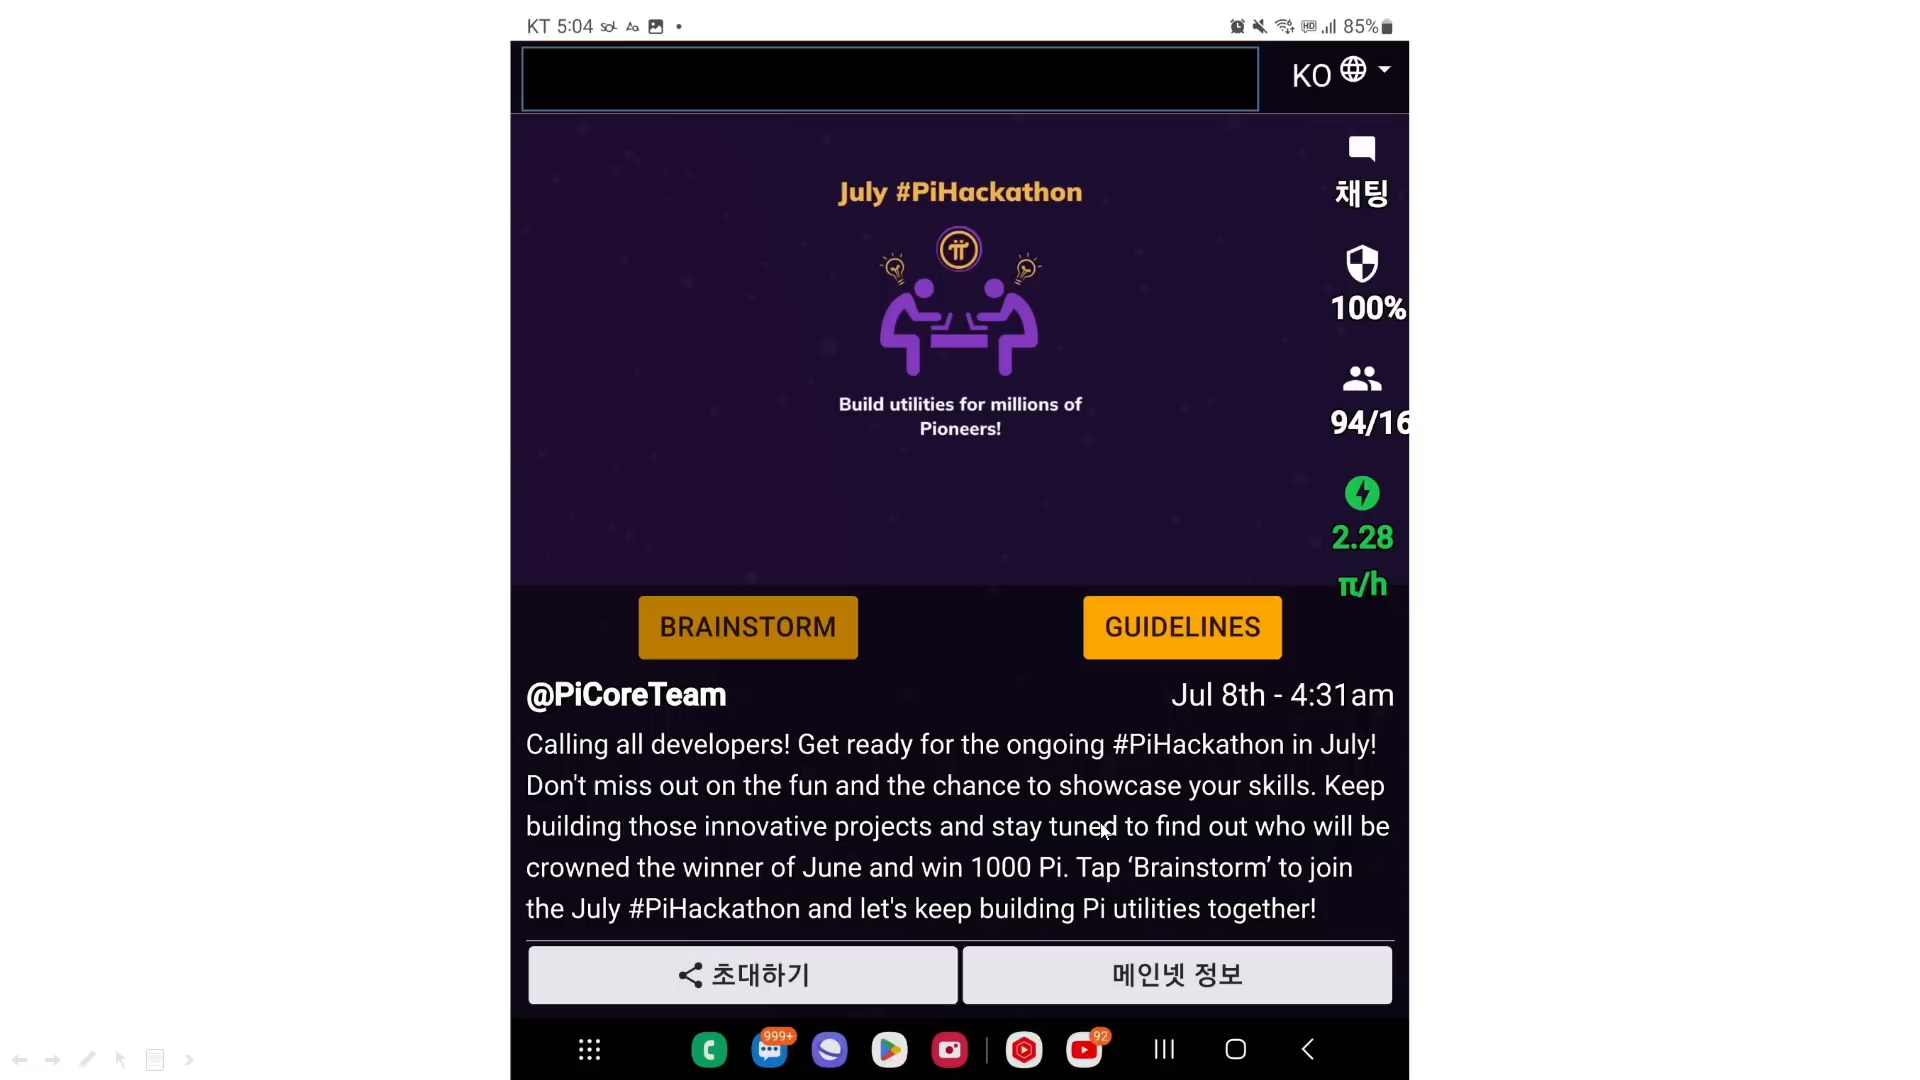 KT 5:04
85%
KO
July #PiHackathon
Build utilities for millions of
Pioneers!
채팅
100%
94/16
2.28
π/h
BRAINSTORM
GUIDELINES
@PiCoreTeam
Jul 8th - 4:31am
Calling all developers! Get ready for the ongoing #PiHackathon in July!
Don't miss out on the fun and the chance to showcase your skills. Keep
building those innovative projects and stay tuned to find out who will be
crowned the winner of June and win 1000 Pi. Tap ‘Brainstorm’ to join
the July #PiHackathon and let's keep building Pi utilities together!
초대하기
메인넷 정보
999+
92